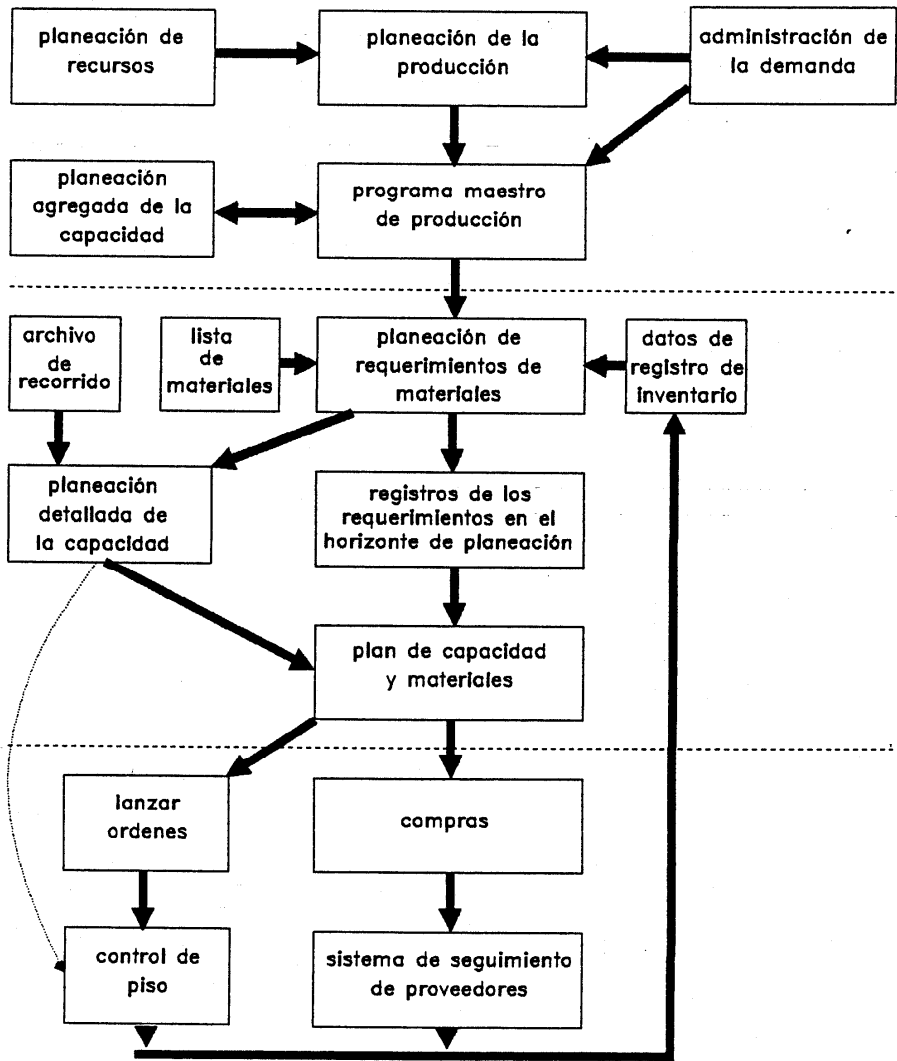 planeación de
recursos
planeación de la
producción
administración de
la demanda
planeación
agregada de la
capacidad
programa maestro
de producción
archivo
de
recorrido
lista
de
materiales
planeación de
requerimientos de
materiales
datos de
registro de
inventario
planeación
detallada de
la capacidad
registros de los
requerimientos en el
horizonte de planeación
plan de capacidad
y materiales
lanzar
ordenes
compras
control de
piso
sistema de seguimiento
de proveedores